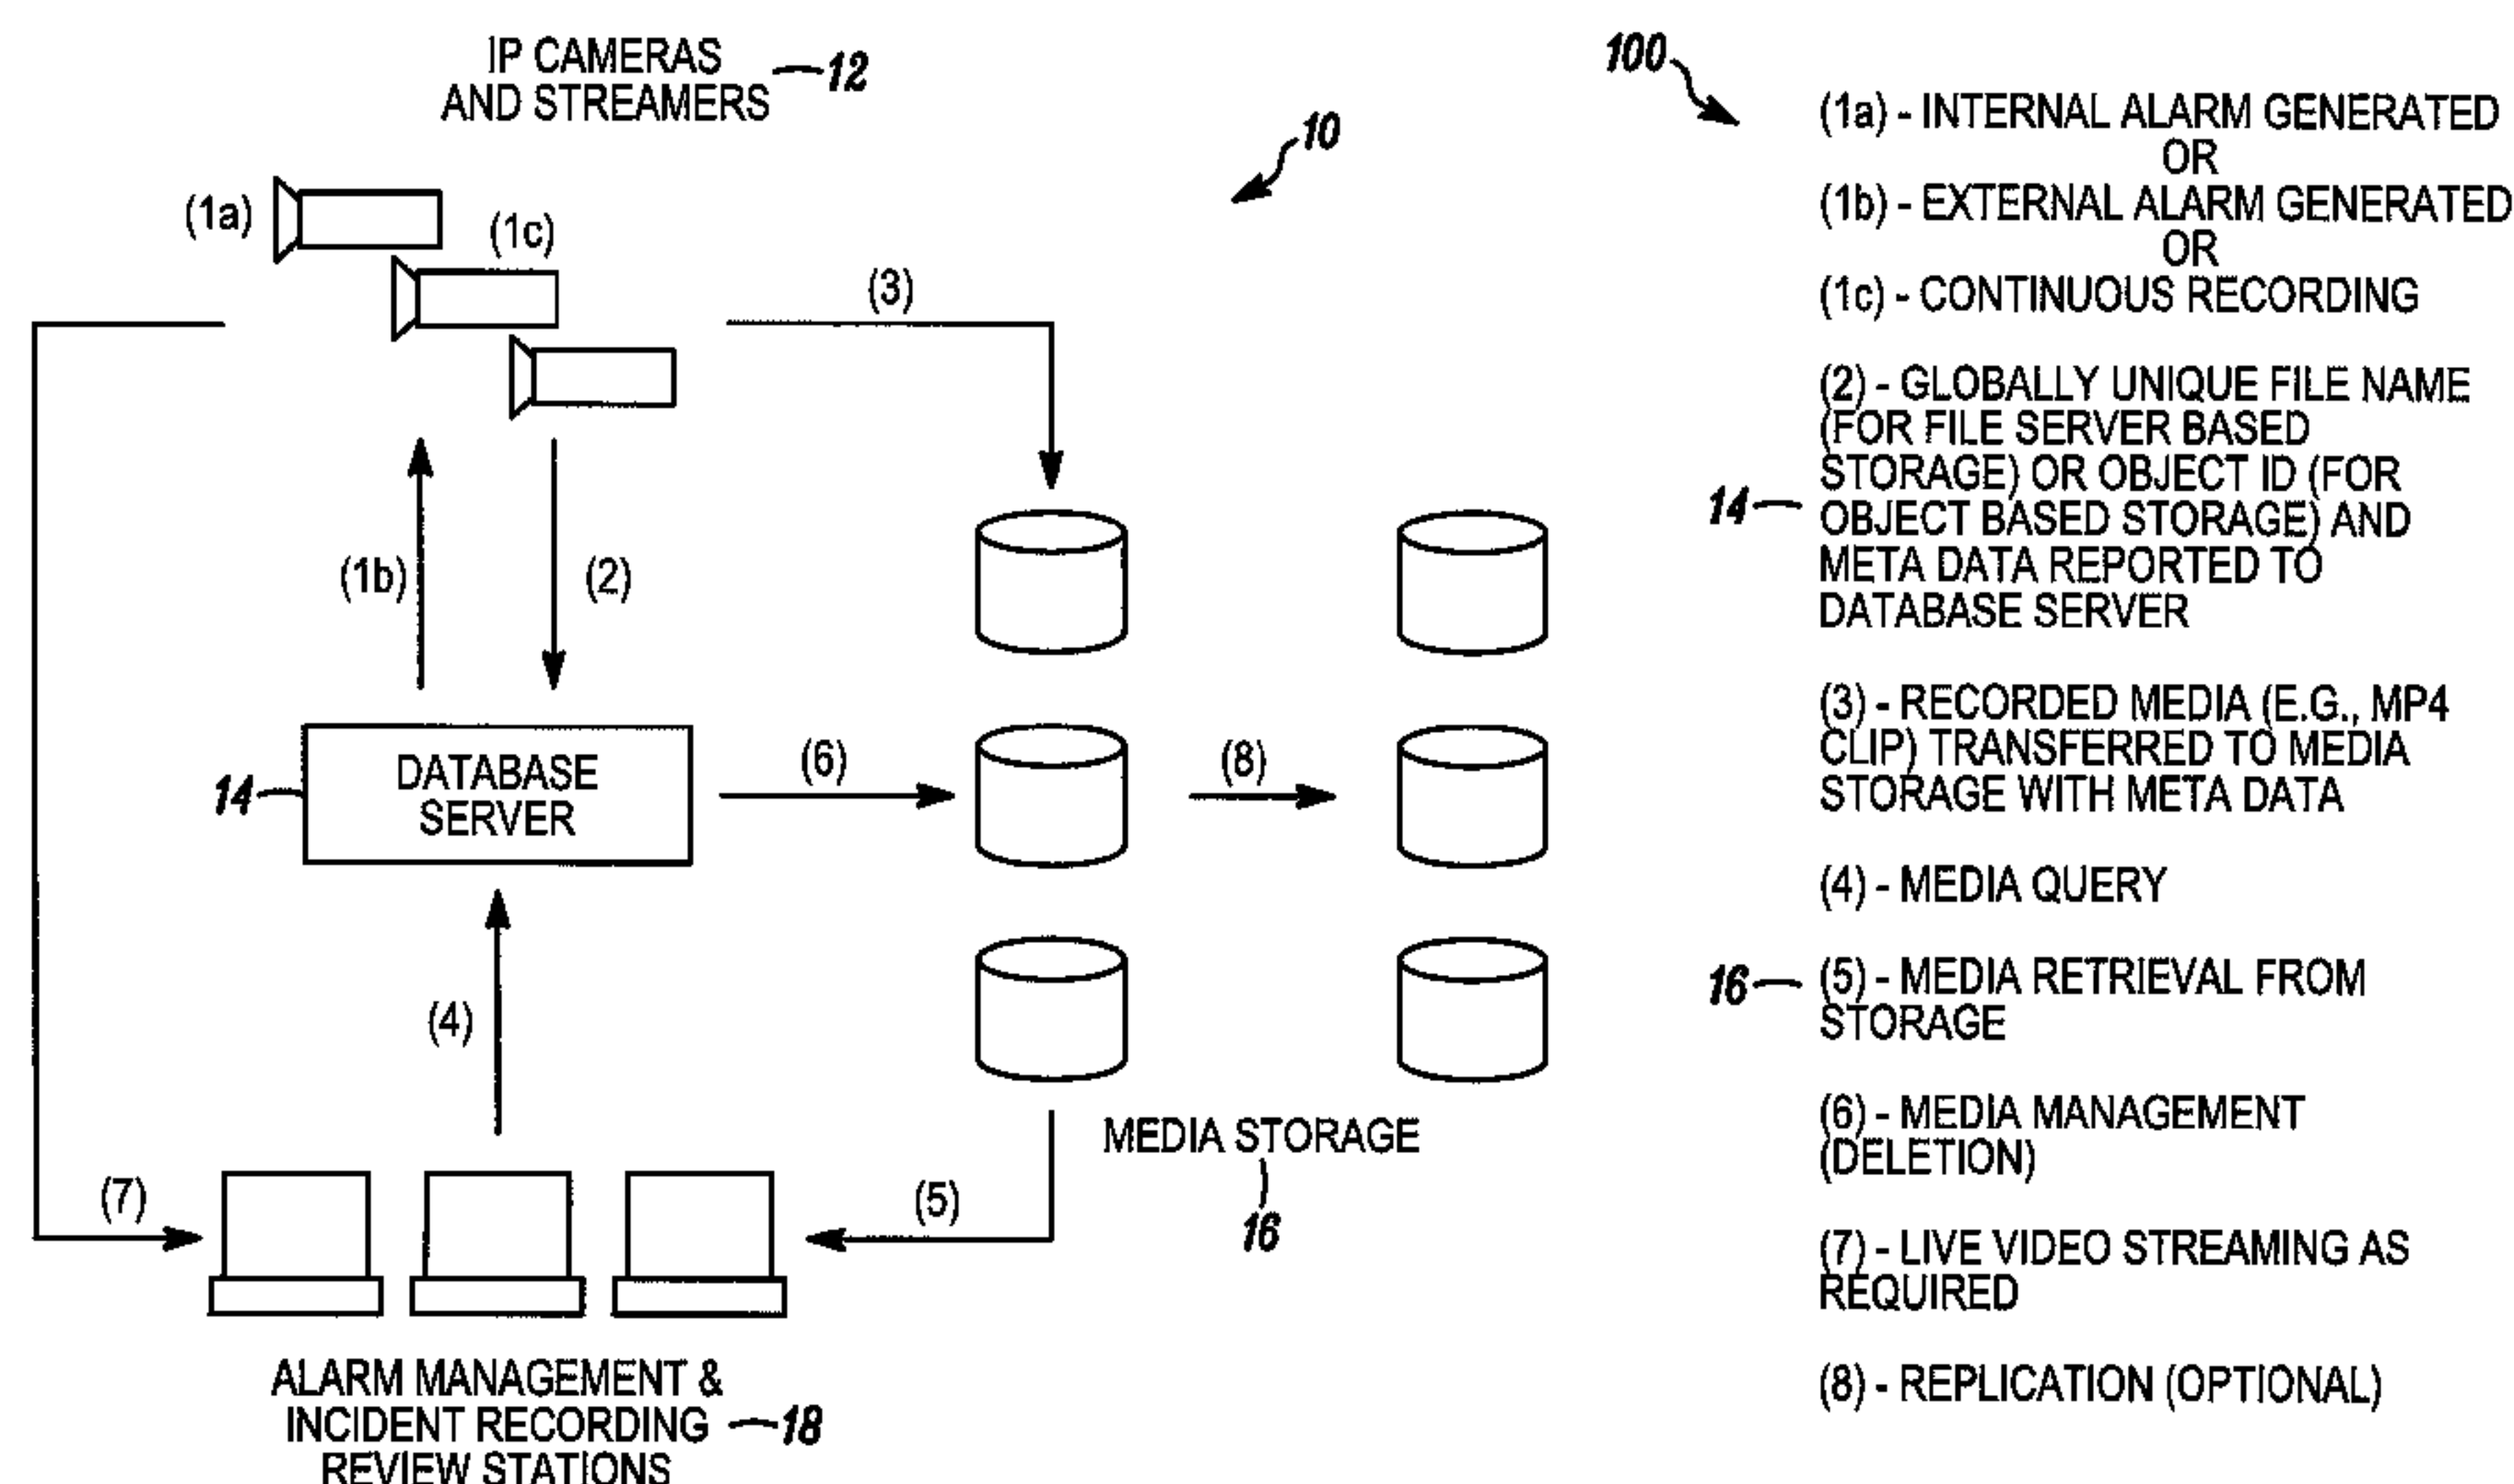 IP CAMERAS
AND STREAMERS
12
10
(1a)
(1c)
(3)
(1b)
(2)
DATABASE
SERVER
14
(6)
(8)
(4)
MEDIA STORAGE
16
(7)
(5)
ALARM MANAGEMENT &
INCIDENT RECORDING
REVIEW STATIONS
18
100
(1a) - INTERNAL ALARM GENERATED
OR
(1b) - EXTERNAL ALARM GENERATED
OR
(1c) - CONTINUOUS RECORDING
(2) - GLOBALLY UNIQUE FILE NAME
(FOR FILE SERVER BASED
STORAGE) OR OBJECT ID (FOR
14 OBJECT BASED STORAGE) AND
META DATA REPORTED TO
DATABASE SERVER
(3) - RECORDED MEDIA (E.G., MP4
CLIP) TRANSFERRED TO MEDIA
STORAGE WITH META DATA
(4) - MEDIA QUERY
16 (5) - MEDIA RETRIEVAL FROM
STORAGE
(6) - MEDIA MANAGEMENT
(DELETION)
(7) - LIVE VIDEO STREAMING AS
REQUIRED
(8) - REPLICATION (OPTIONAL)